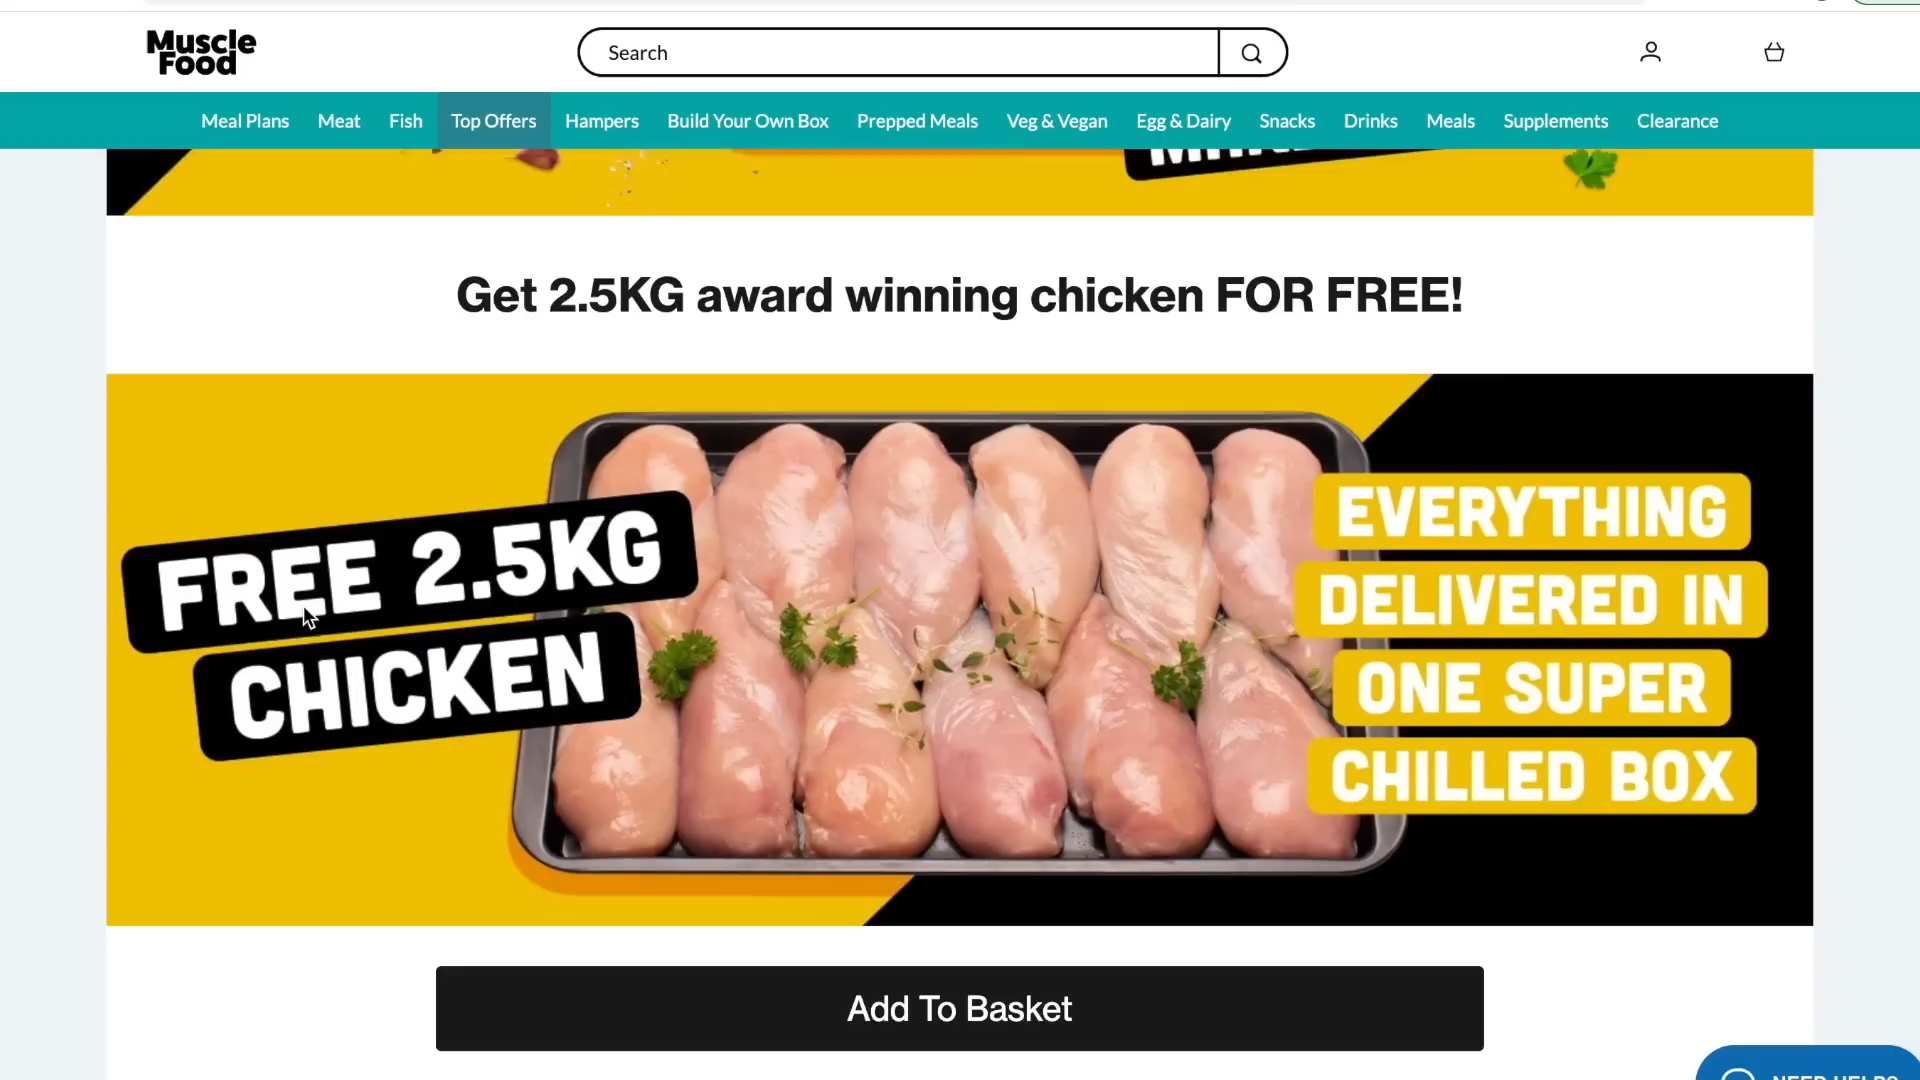 Muscle
Food
Search
Meal Plans Meat Fish Top Offers Hampers Build Your Own Box Prepped Meals Veg & Vegan Egg & Dairy Snacks Drinks Meals Supplements Clearance
Get 2.5KG award winning chicken FOR FREE!
FREE 2.5KG
CHICKEN
EVERYTHING
DELIVERED IN
ONE SUPER
CHILLED BOX
Add To Basket
NEED HELP?